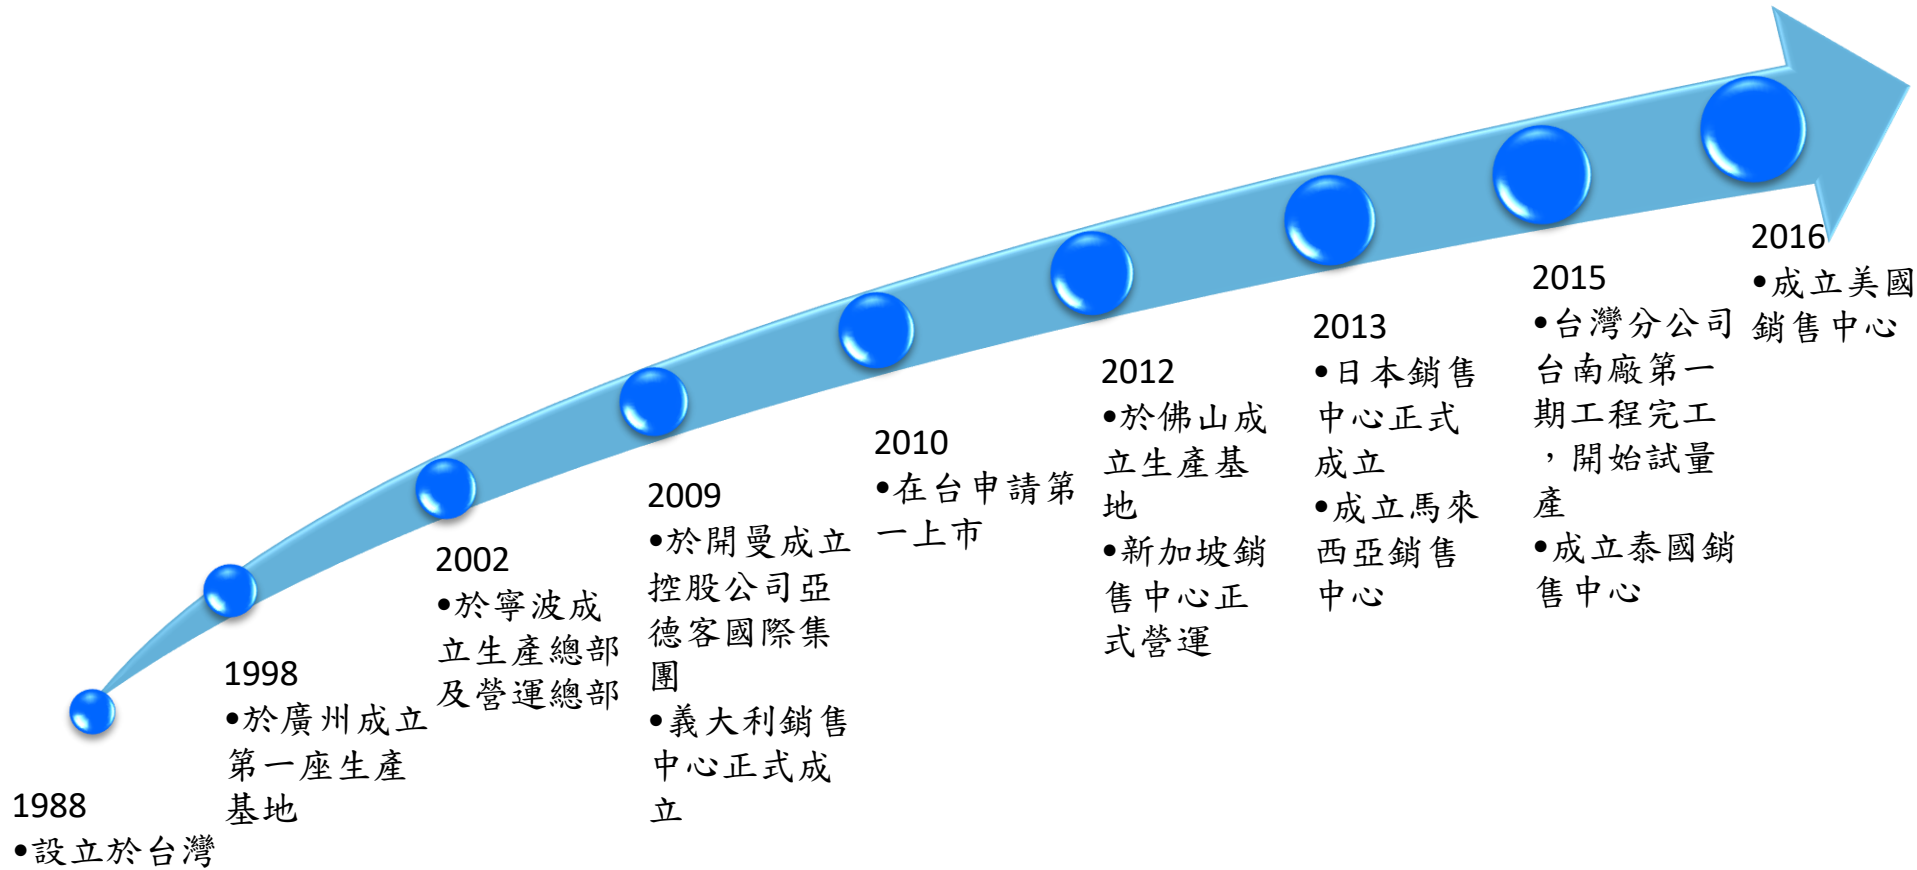 1988
•設立於台灣
1998
•於廣州成立
第一座生產
基地
2002
•於寧波成
立生產總部
及營運總部
2009
•於開曼成立
控股公司亞
德客國際集
團
•義大利銷售
中心正式成
立
2010
•在台申請第
一上市
2012
•於佛山成
立生產基
地
•新加坡銷
售中心正
式營運
2013
•日本銷售
中心正式
成立
•成立馬來
西亞銷售
中心
2015
•台灣分公司
台南廠第一
期工程完工
，開始試量
產
•成立泰國銷
售中心
2016
•成立美國
銷售中心